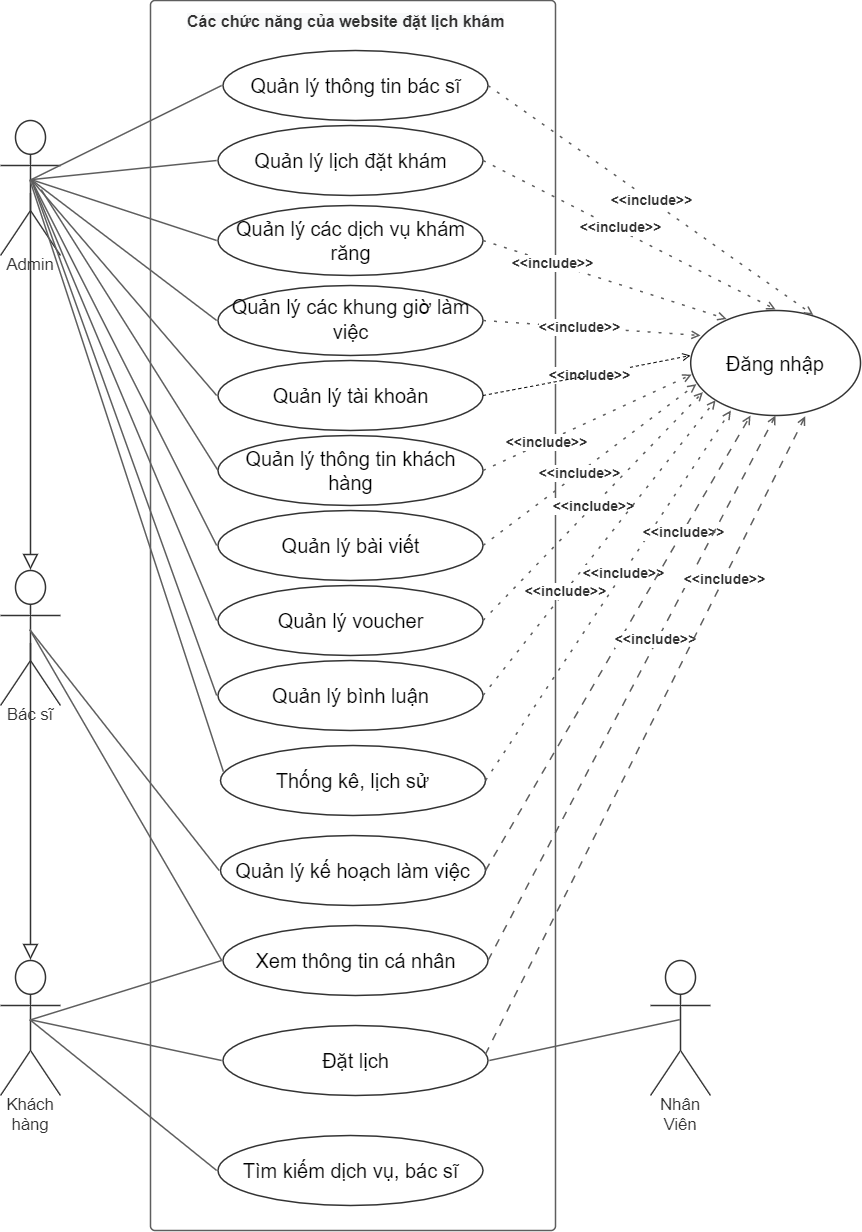 Các chức năng của website đặt lịch khám
Quản lý thông tin bác sĩ
Quản lý lịch đặt khám
<<include>>
<<include>>
Quản lý các dịch vụ khám
răng
<<include>>
Admin
Quản lý các khung giờ làm
việc
<<include>>
Đăng nhập
<<include>>
Quản lý tài khoản
<<include>>
Quản lý thông tin khách
hàng
<<include>>
<<include>>
<<include>>
Quản lý bài viết
<<include>>
<<include>>
<<include>>
Quản lý voucher
<<include>>
Quản lý bình luận
Bác sĩ
Thống kê, lịch sử
Quản lý kế hoạch làm việc
Xem thông tin cá nhân
Đặt lịch
Khách
hàng
Nhân
Viên
Tìm kiếm dịch vụ, bác sĩ